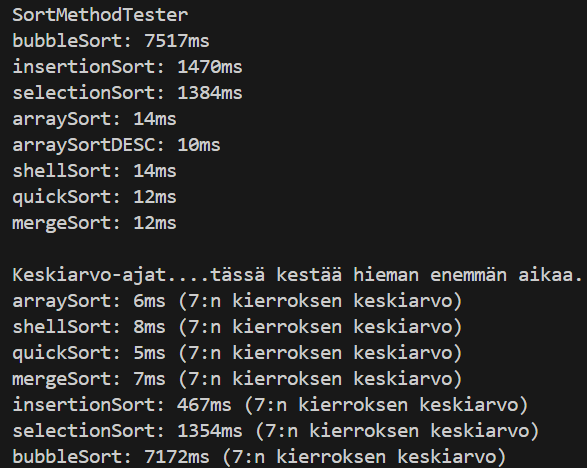 SortMethodTester
bubbleSort: 7517ms
insertionSort: 1470ms
selectionSort: 1384ms
arraySort: 14ms
arraySortDESC: 10ms
shellSort: 14ms
quickSort: 12ms
mergeSort: 12ms

Keskiarvo-ajat....tässä kestää hieman enemmän aikaa.
arraySort: 6ms (7:n kierroksen keskiarvo)
shellSort: 8ms (7:n kierroksen keskiarvo)
quickSort: 5ms (7:n kierroksen keskiarvo)
mergeSort: 7ms (7:n kierroksen keskiarvo)
insertionSort: 467ms (7:n kierroksen keskiarvo)
selectionSort: 1354ms (7:n kierroksen keskiarvo)
bubbleSort: 7172ms (7:n kierroksen keskiarvo)